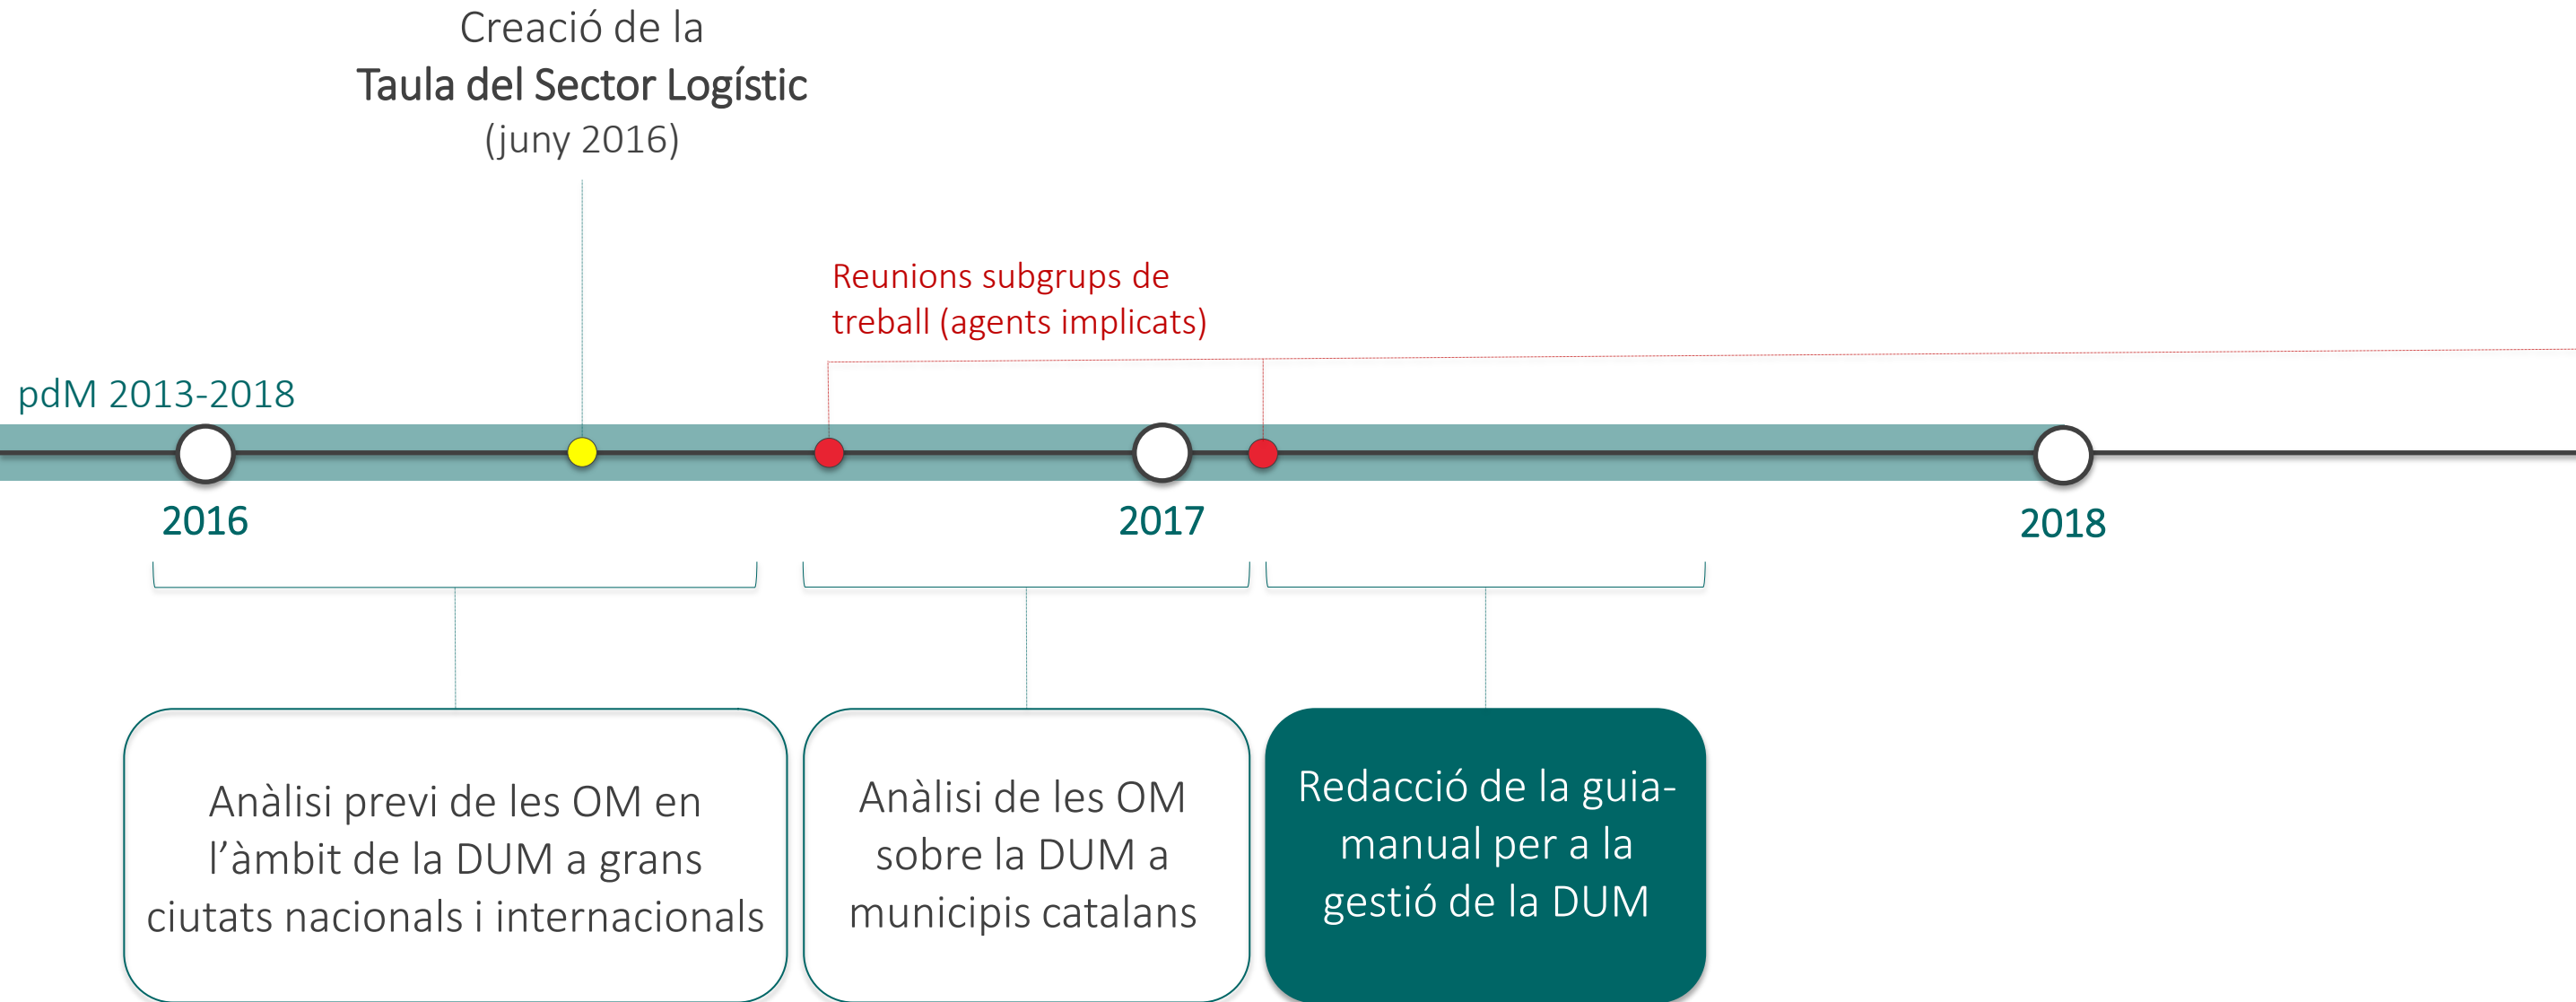 Creació de la
Taula del Sector Logístic
(juny 2016)
Reunions subgrups de
treball (agents implicats)
pdM 2013-2018
2016
2017
2018
Anàlisi previ de les OM en
l’àmbit de la DUM a grans
ciutats nacionals i internacionals
Anàlisi de les OM
sobre la DUM a
municipis catalans
Redacció de la guia-
manual per a la
gestió de la DUM